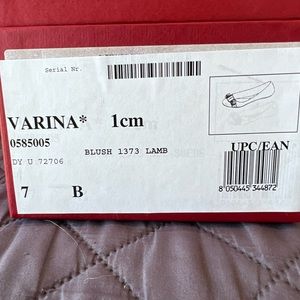 Serial Nr.
VARINA* 1cm
0585005
DY U 72706
BLUSH 1373 LAMB
UPC/EAN
7 B
8 050445 344872